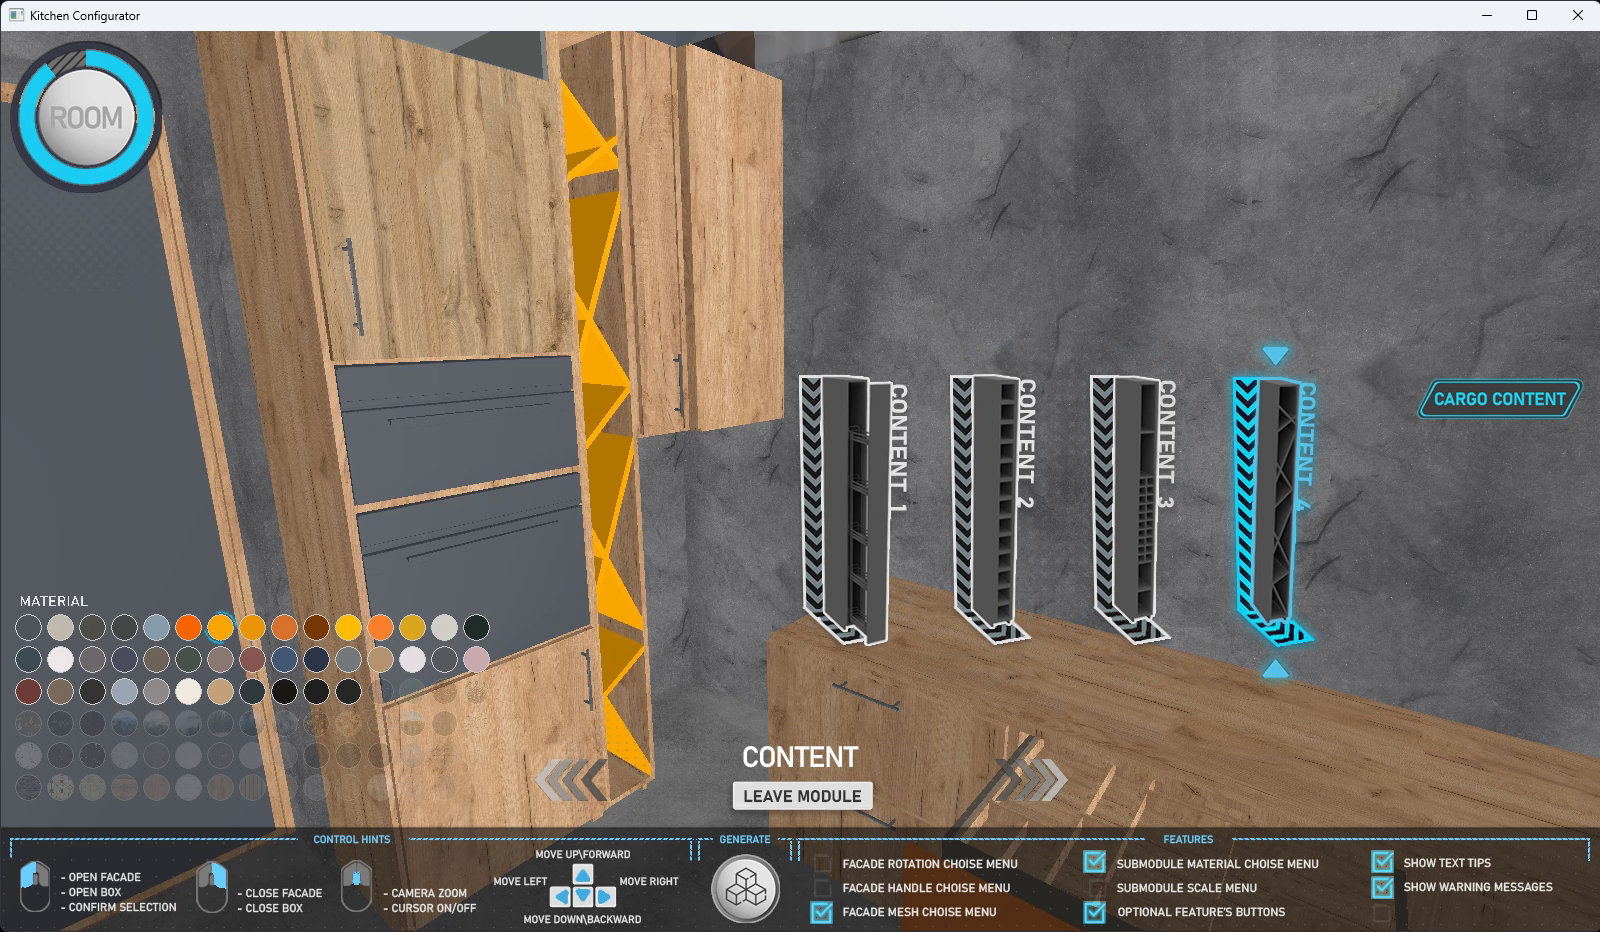 Kitchen Configurator
ROOM
CONTENT 1
CONTENT 2
CONTENT 3
CONTENT 4
CARGO CONTENT
MATERIAL
CONTENT
LEAVE MODULE
CONTROL HINTS
- OPEN FACADE
- OPEN BOX
- CONFIRM SELECTION
- CLOSE FACADE
- CLOSE BOX
- CAMERA ZOOM
- CURSOR ON/OFF
MOVE UP\FORWARD
MOVE LEFT
MOVE RIGHT
MOVE DOWN\BACKWARD
GENERATE
FEATURES
FACADE ROTATION CHOISE MENU
FACADE HANDLE CHOISE MENU
FACADE MESH CHOISE MENU
SUBMODULE MATERIAL CHOISE MENU
SUBMODULE SCALE MENU
OPTIONAL FEATURE'S BUTTONS
SHOW TEXT TIPS
SHOW WARNING MESSAGES